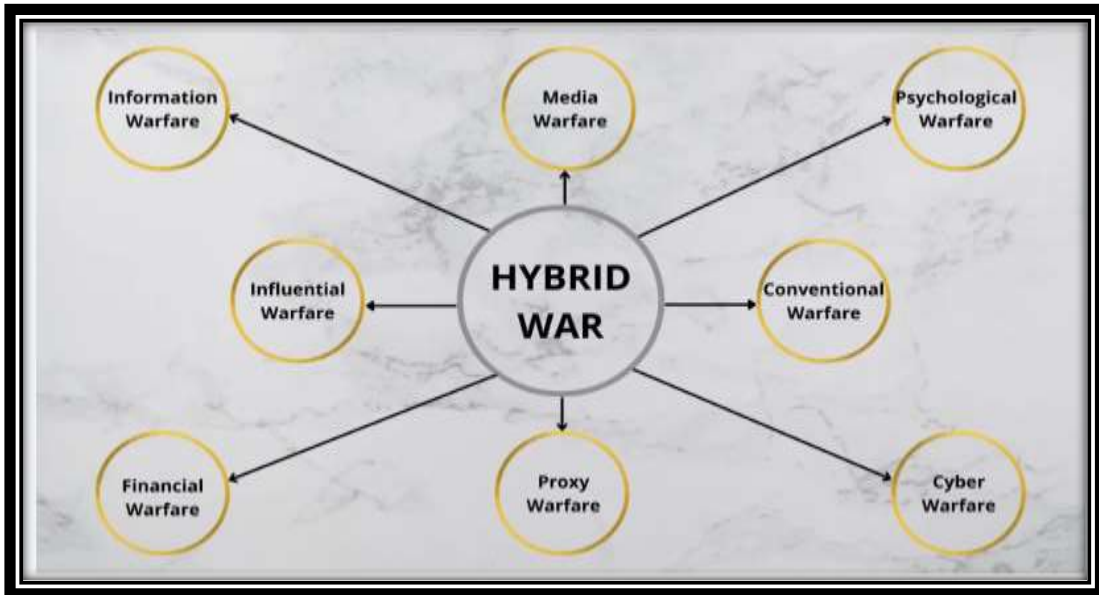 Information
Warfare
Media
Warfare
Psychological
Warfare
Influential
Warfare
HYBRID
WAR
Conventional
Warfare
Financial
Warfare
Proxy
Warfare
Cyber
Warfare